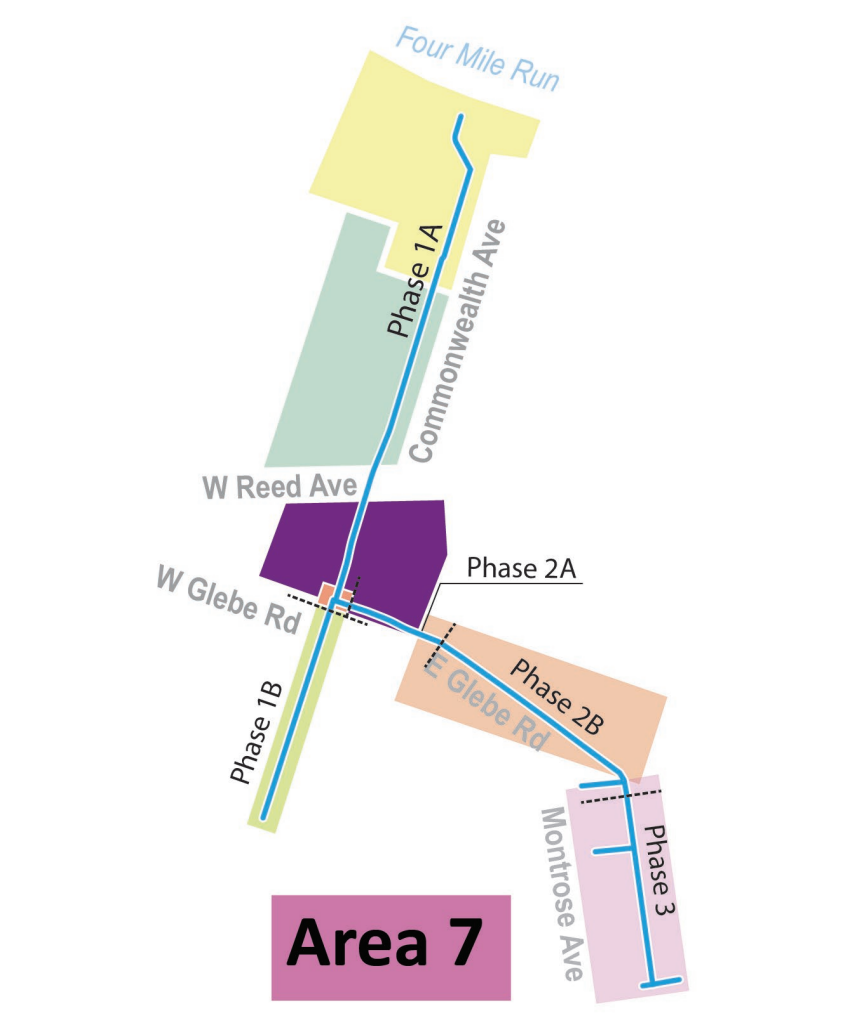 Four Mile Run
Phase 1A
Commonwealth Ave
W Reed Ave
Phase 2A
W Glebe Rd
E Glebe Rd
Phase 2B
Phase 1B
Montrose Ave
Phase 3
Area 7